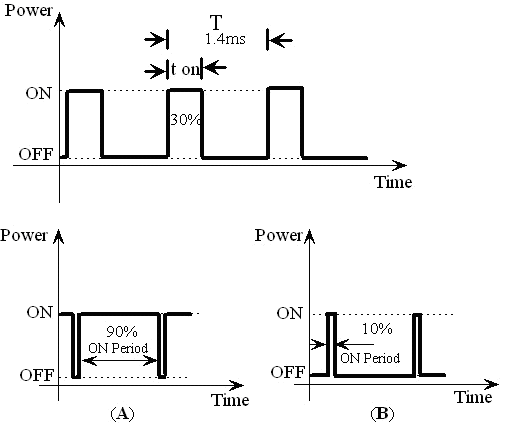 Power
T
1.4ms
t on
ON
30%
OFF
Time
Power
ON
90%
ON Period
OFF
Time
(A)
Power
ON
10%
ON Period
OFF
Time
(B)